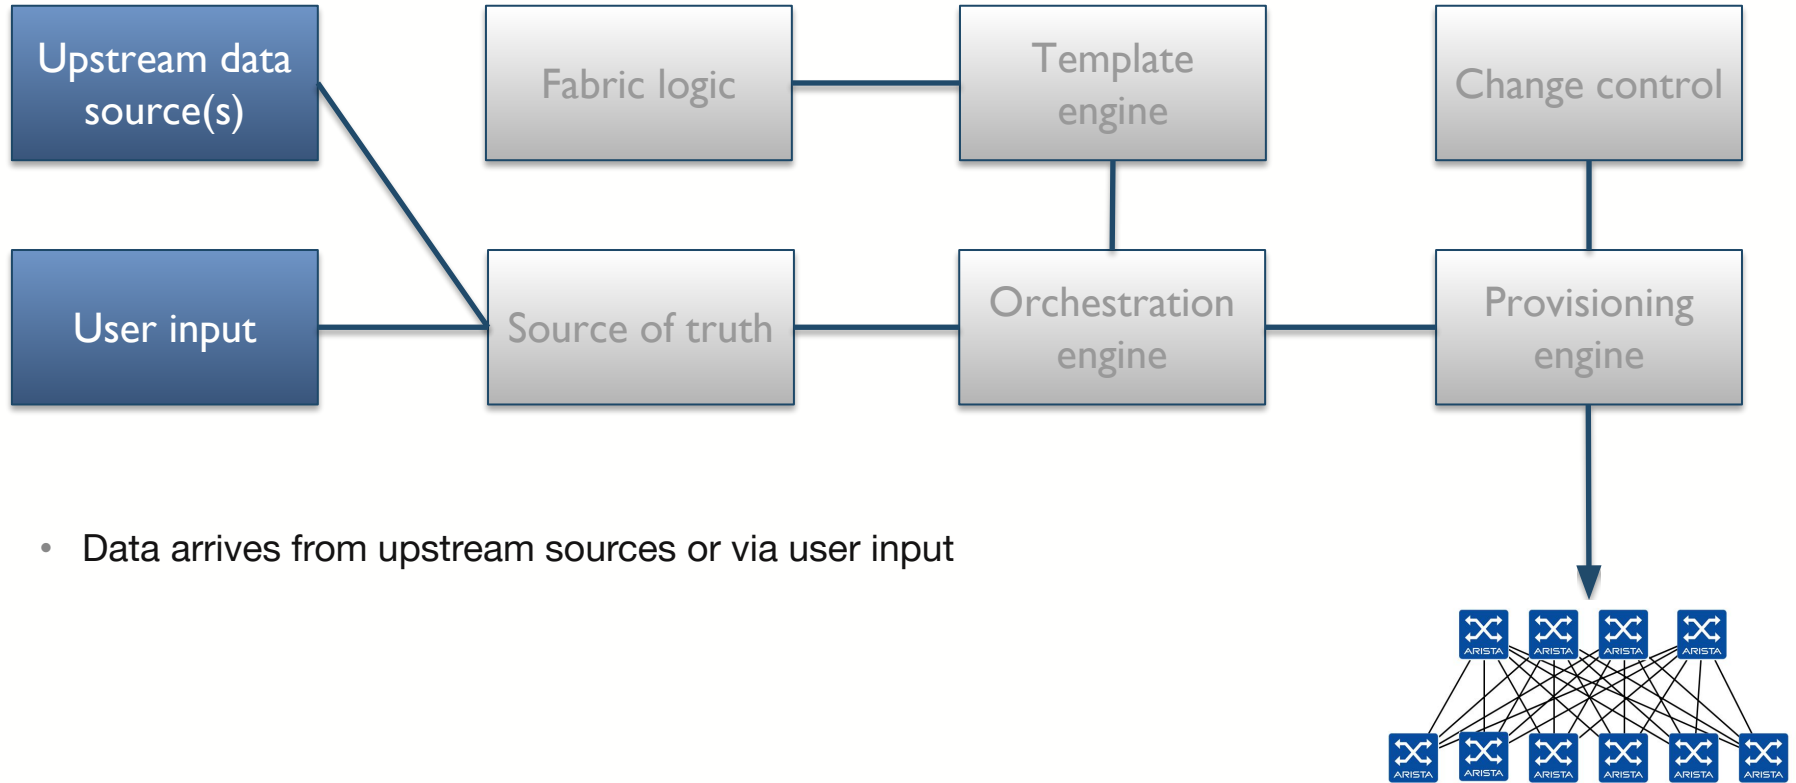 Upstream data
source(s)
Fabric logic
Template
engine
Change control
User input
Source of truth
Orchestration
engine
Provisioning
engine
• Data arrives from upstream sources or via user input
ARISTA
ARISTA
ARISTA
ARISTA
ARISTA
ARISTA
ARISTA
ARISTA
ARISTA
ARISTA